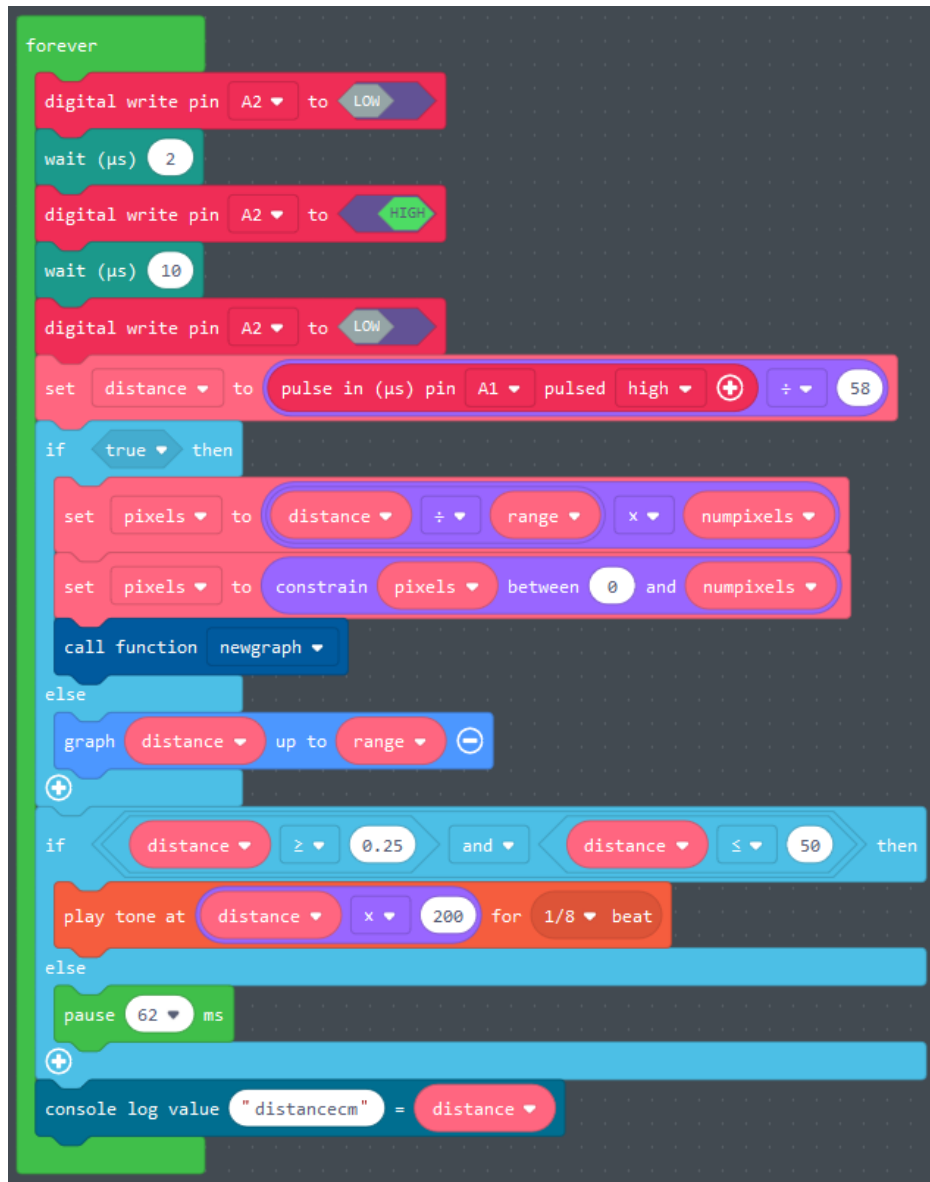 forever
digital write pin A2 to LOW
wait (µs) 2
digital write pin A2 to HIGH
wait (µs) 10
digital write pin A2 to LOW
set distance to pulse in (µs) pin A1 pulsed high ÷ 58
if true then
set pixels to distance ÷ range x numpixels
set pixels to constrain pixels between 0 and numpixels
call function newgraph
else
graph distance up to range
if distance ≥ 0.25 and distance ≤ 50 then
play tone at distance x 200 for 1/8 beat
else
pause 62 ms
console log value "distancecm" = distance